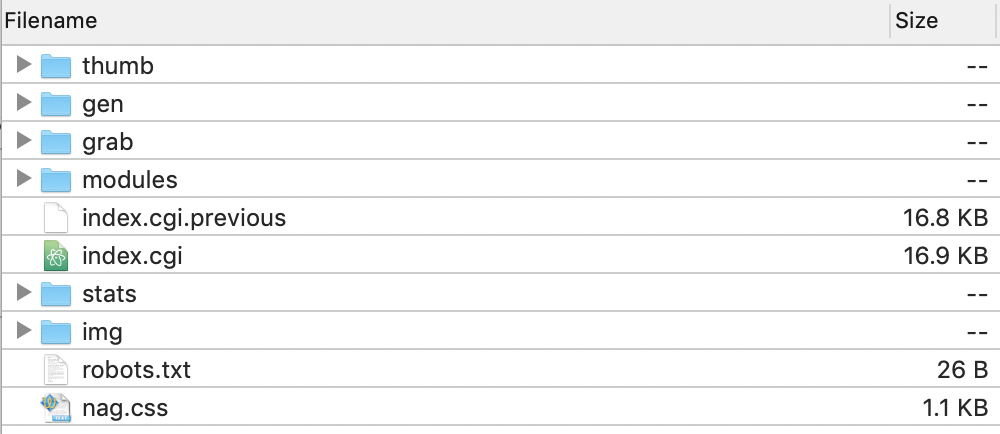 Filename Size
thumb --
gen --
grab --
modules --
index.cgi.previous 16.8 KB
index.cgi 16.9 KB
stats --
img --
robots.txt 26 B
nag.css 1.1 KB